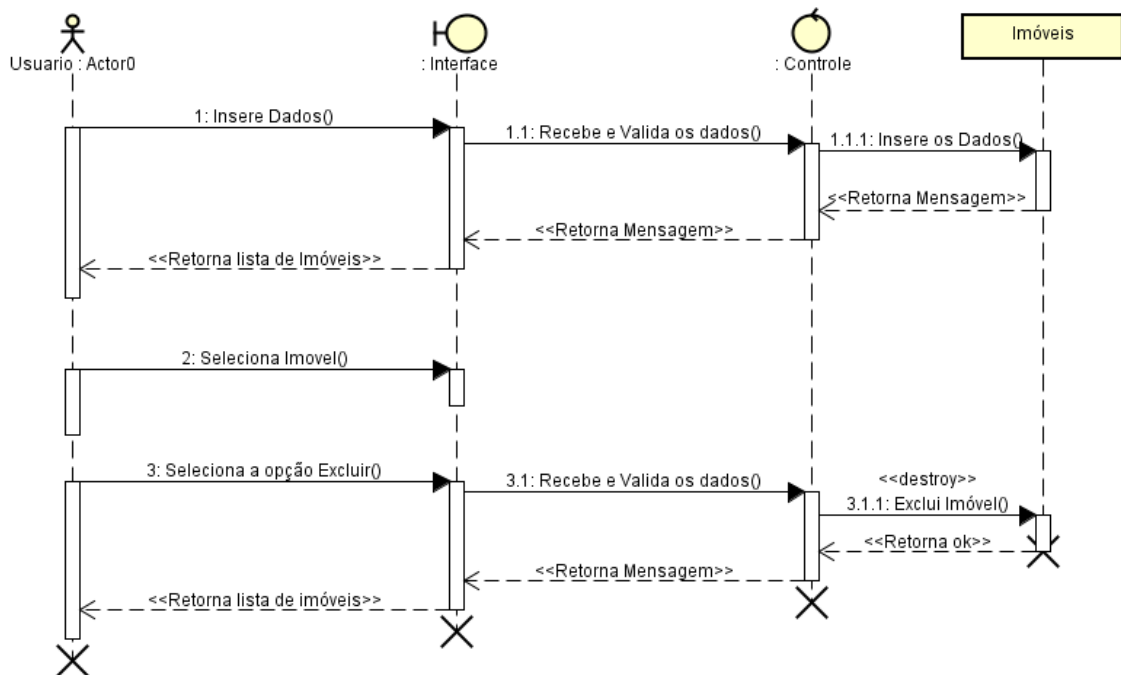 Imóveis
Usuario : Actor0
: Interface
: Controle
1: Insere Dados()
1.1: Recebe e Valida os dados()
1.1.1: Insere os Dados()
<<Retorna Mensagem>>
<<Retorna Mensagem>>
<<Retorna lista de Imóveis>>
2: Seleciona Imovel()
3: Seleciona a opção Excluir()
3.1: Recebe e Valida os dados()
<<destroy>>
3.1.1: Exclui Imóvel()
<<Retorna ok>>
<<Retorna Mensagem>>
<<Retorna lista de imóveis>>